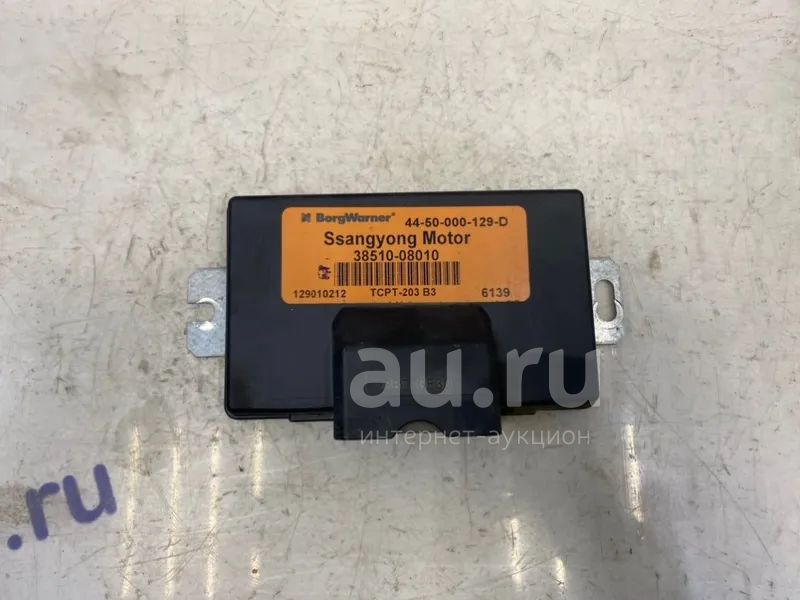 BorgWarner® 44-50-000-129-D
Ssangyong Motor
38510-08010
129010212 TCPT-203 B3 6139
au.ru
интернет-аукцион
.ru